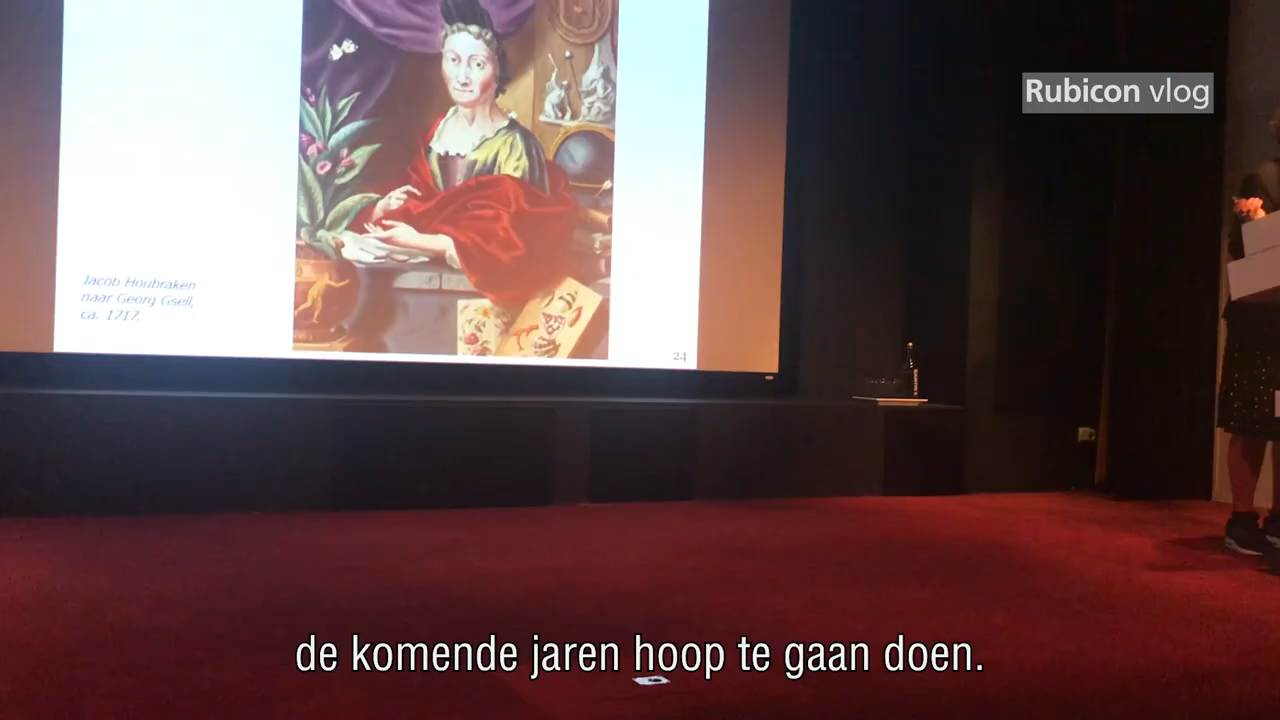 Rubicon vlog
Jacob Houbraken
naar Georg Gsell,
ca. 1717.
24
de komende jaren hoop te gaan doen.